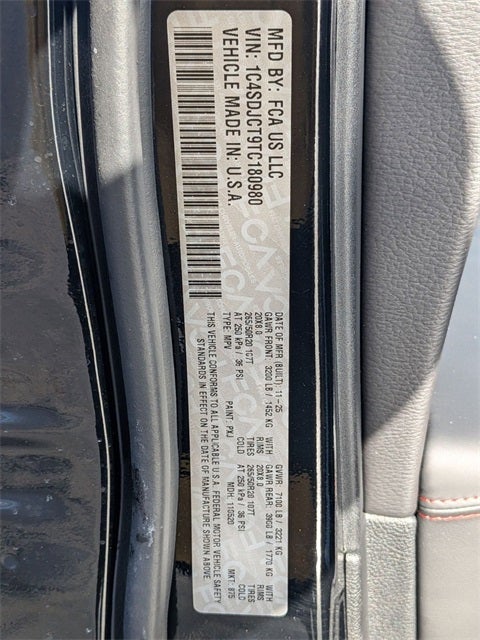 MFD BY: FCA US LLC
VIN: 1C4SDJCT9TC180980
VEHICLE MADE IN: U.S.A.
DATE OF MFR (BUILT): 11-25 GVWR: 7100 LB / 3221 KG
GAWR FRONT: 3200 LB / 1452 KG WITH GAWR REAR: 3900 LB / 1770 KG WITH
20X8.0 RIMS 20X8.0 RIMS
265/50R20 107T TIRES 265/50R20 107T TIRES
AT 250 kPa / 36 PSI COLD AT 250 kPa / 36 PSI COLD
TYPE: MPV PAINT: PXJ MDH: 110520 MKT: 875
THIS VEHICLE CONFORMS TO ALL APPLICABLE U.S.A. FEDERAL MOTOR VEHICLE SAFETY
STANDARDS IN EFFECT ON THE DATE OF MANUFACTURE SHOWN ABOVE.